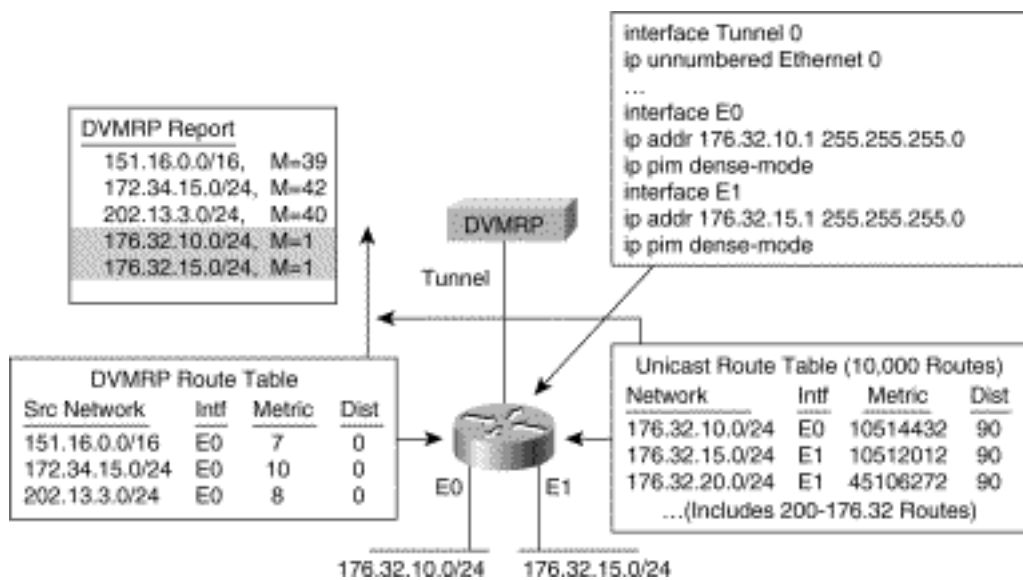 interface Tunnel 0
ip unnumbered Ethernet 0
...
interface E0
ip addr 176.32.10.1 255.255.255.0
ip pim dense-mode
interface E1
ip addr 176.32.15.1 255.255.255.0
ip pim dense-mode
DVMRP Report
151.16.0.0/16, M=39
172.34.15.0/24, M=42
202.13.3.0/24, M=40
176.32.10.0/24, M=1
176.32.15.0/24, M=1
DVMRP
Tunnel
DVMRP Route Table
Src Network Intf Metric Dist
151.16.0.0/16 E0 7 0
172.34.15.0/24 E0 10 0
202.13.3.0/24 E0 8 0
Unicast Route Table (10,000 Routes)
Network Intf Metric Dist
176.32.10.0/24 E0 10514432 90
176.32.15.0/24 E1 10512012 90
176.32.20.0/24 E1 45106272 90
...(Includes 200-176.32 Routes)
E0 E1
176.32.10.0/24 176.32.15.0/24